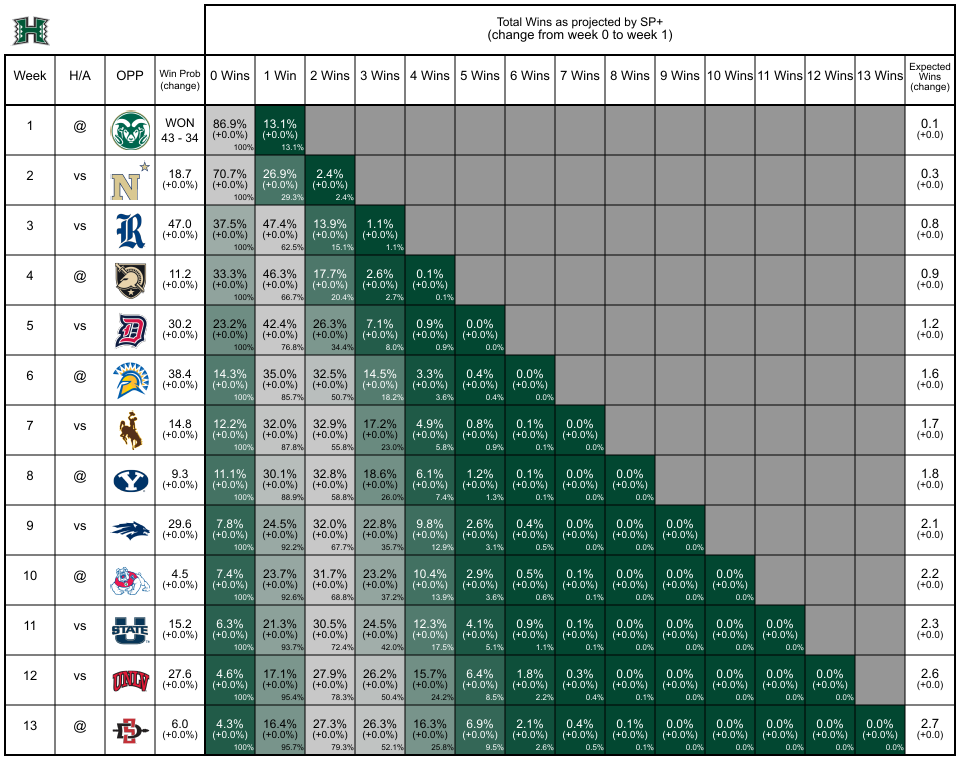 H
Total Wins as projected by SP+
(change from week 0 to week 1)
Week H/A OPP Win Prob (change) 0 Wins 1 Win 2 Wins 3 Wins 4 Wins 5 Wins 6 Wins 7 Wins 8 Wins 9 Wins 10 Wins 11 Wins 12 Wins 13 Wins Expected Wins (change)
1 @ WON 86.9% 13.1% 0.1
43 - 34 (+0.0%) (+0.0%) (+0.0)
100% 13.1%
2 vs N 18.7 70.7% 26.9% 2.4% 0.3
(+0.0%) (+0.0%) (+0.0%) (+0.0%) (+0.0)
100% 29.3% 2.4%
3 vs R 47.0 37.5% 47.4% 13.9% 1.1% 0.8
(+0.0%) (+0.0%) (+0.0%) (+0.0%) (+0.0%) (+0.0)
100% 62.5% 15.1% 1.1%
4 @ 11.2 33.3% 46.3% 17.7% 2.6% 0.1% 0.9
(+0.0%) (+0.0%) (+0.0%) (+0.0%) (+0.0%) (+0.0%) (+0.0)
100% 66.7% 20.4% 2.7% 0.1%
5 vs D 30.2 23.2% 42.4% 26.3% 7.1% 0.9% 0.0% 1.2
(+0.0%) (+0.0%) (+0.0%) (+0.0%) (+0.0%) (+0.0%) (+0.0%) (+0.0)
100% 76.8% 34.4% 8.0% 0.9% 0.0%
6 @ 38.4 14.3% 35.0% 32.5% 14.5% 3.3% 0.4% 0.0% 1.6
(+0.0%) (+0.0%) (+0.0%) (+0.0%) (+0.0%) (+0.0%) (+0.0%) (+0.0%) (+0.0)
100% 85.7% 50.7% 18.2% 3.6% 0.4% 0.0%
7 vs 14.8 12.2% 32.0% 32.9% 17.2% 4.9% 0.8% 0.1% 0.0% 1.7
(+0.0%) (+0.0%) (+0.0%) (+0.0%) (+0.0%) (+0.0%) (+0.0%) (+0.0%) (+0.0%) (+0.0)
100% 87.8% 55.8% 23.0% 5.8% 0.9% 0.1% 0.0%
8 @ Y 9.3 11.1% 30.1% 32.8% 18.6% 6.1% 1.2% 0.1% 0.0% 0.0% 1.8
(+0.0%) (+0.0%) (+0.0%) (+0.0%) (+0.0%) (+0.0%) (+0.0%) (+0.0%) (+0.0%) (+0.0%) (+0.0)
100% 88.9% 58.8% 26.0% 7.4% 1.3% 0.1% 0.0% 0.0%
9 vs 29.6 7.8% 24.5% 32.0% 22.8% 9.8% 2.6% 0.4% 0.0% 0.0% 0.0% 2.1
(+0.0%) (+0.0%) (+0.0%) (+0.0%) (+0.0%) (+0.0%) (+0.0%) (+0.0%) (+0.0%) (+0.0%) (+0.0%) (+0.0)
100% 92.2% 67.7% 35.7% 12.9% 3.1% 0.5% 0.0% 0.0% 0.0%
10 @ 4.5 7.4% 23.7% 31.7% 23.2% 10.4% 2.9% 0.5% 0.1% 0.0% 0.0% 0.0% 2.2
(+0.0%) (+0.0%) (+0.0%) (+0.0%) (+0.0%) (+0.0%) (+0.0%) (+0.0%) (+0.0%) (+0.0%) (+0.0%) (+0.0%) (+0.0)
100% 92.6% 68.8% 37.2% 13.9% 3.6% 0.6% 0.1% 0.0% 0.0% 0.0%
11 vs U STATE 15.2 6.3% 21.3% 30.5% 24.5% 12.3% 4.1% 0.9% 0.1% 0.0% 0.0% 0.0% 0.0% 2.3
(+0.0%) (+0.0%) (+0.0%) (+0.0%) (+0.0%) (+0.0%) (+0.0%) (+0.0%) (+0.0%) (+0.0%) (+0.0%) (+0.0%) (+0.0%) (+0.0)
100% 93.7% 72.4% 42.0% 17.5% 5.1% 1.1% 0.1% 0.0% 0.0% 0.0% 0.0%
12 vs UNLV 27.6 4.6% 17.1% 27.9% 26.2% 15.7% 6.4% 1.8% 0.3% 0.0% 0.0% 0.0% 0.0% 0.0% 2.6
(+0.0%) (+0.0%) (+0.0%) (+0.0%) (+0.0%) (+0.0%) (+0.0%) (+0.0%) (+0.0%) (+0.0%) (+0.0%) (+0.0%) (+0.0%) (+0.0%) (+0.0)
100% 95.4% 78.3% 50.4% 24.2% 8.5% 2.2% 0.4% 0.1% 0.0% 0.0% 0.0% 0.0%
13 @ SD 6.0 4.3% 16.4% 27.3% 26.3% 16.3% 6.9% 2.1% 0.4% 0.1% 0.0% 0.0% 0.0% 0.0% 0.0% 2.7
(+0.0%) (+0.0%) (+0.0%) (+0.0%) (+0.0%) (+0.0%) (+0.0%) (+0.0%) (+0.0%) (+0.0%) (+0.0%) (+0.0%) (+0.0%) (+0.0%) (+0.0%) (+0.0)
100% 95.7% 79.3% 52.1% 25.8% 9.5% 2.6% 0.5% 0.1% 0.0% 0.0% 0.0% 0.0% 0.0%